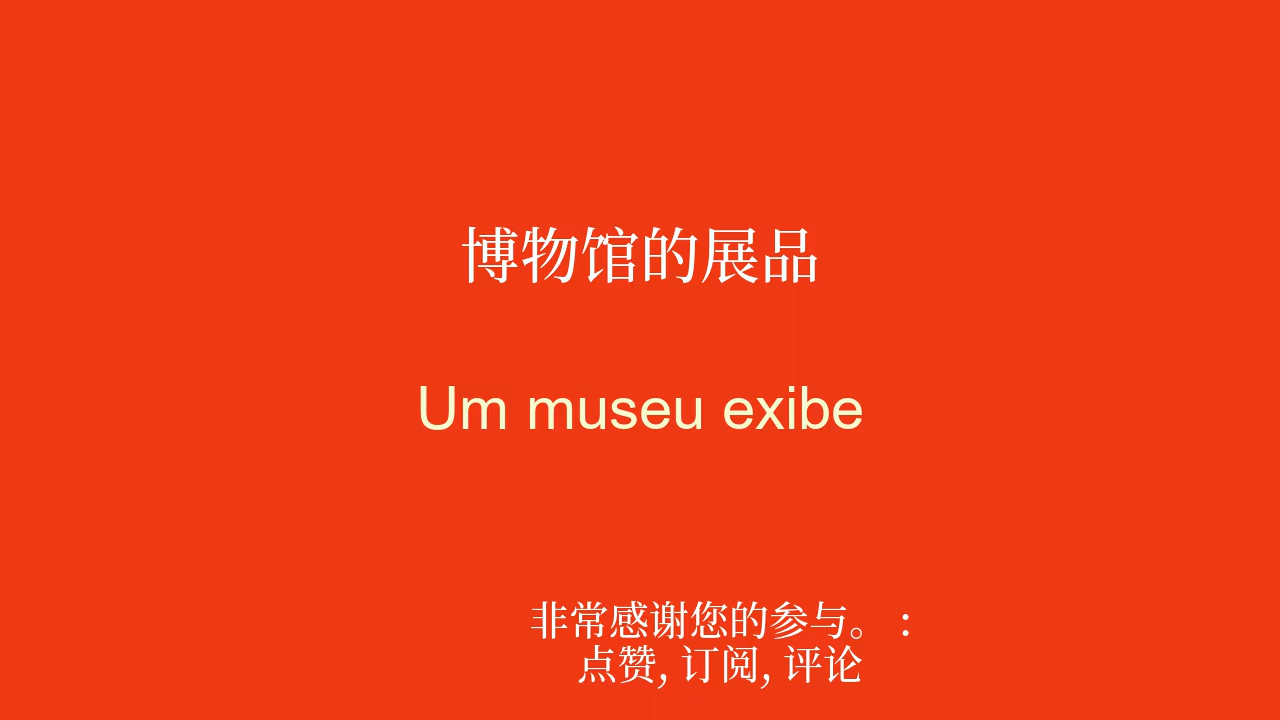 博物馆的展品
Um museu exibe
非常感谢您的参与。 :
点赞, 订阅, 评论